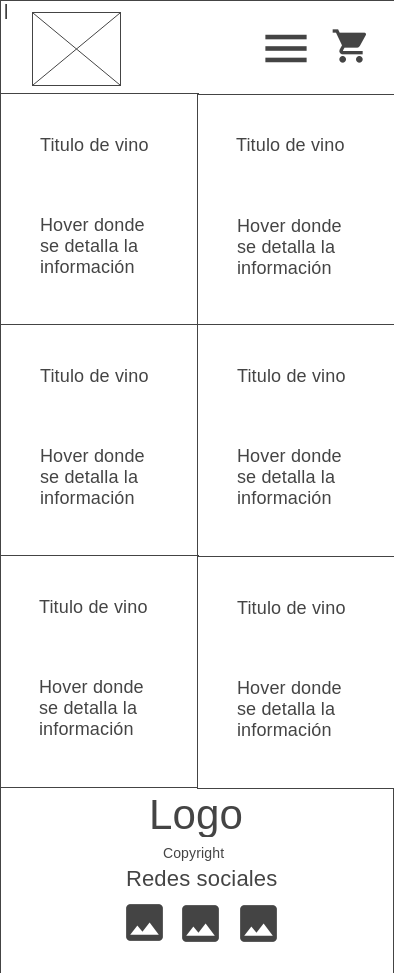 Titulo de vino
Hover donde
se detalla la
información
Titulo de vino
Hover donde
se detalla la
información
Titulo de vino
Hover donde
se detalla la
información
Titulo de vino
Hover donde
se detalla la
información
Titulo de vino
Hover donde
se detalla la
información
Titulo de vino
Hover donde
se detalla la
información
Logo
Copyright
Redes sociales